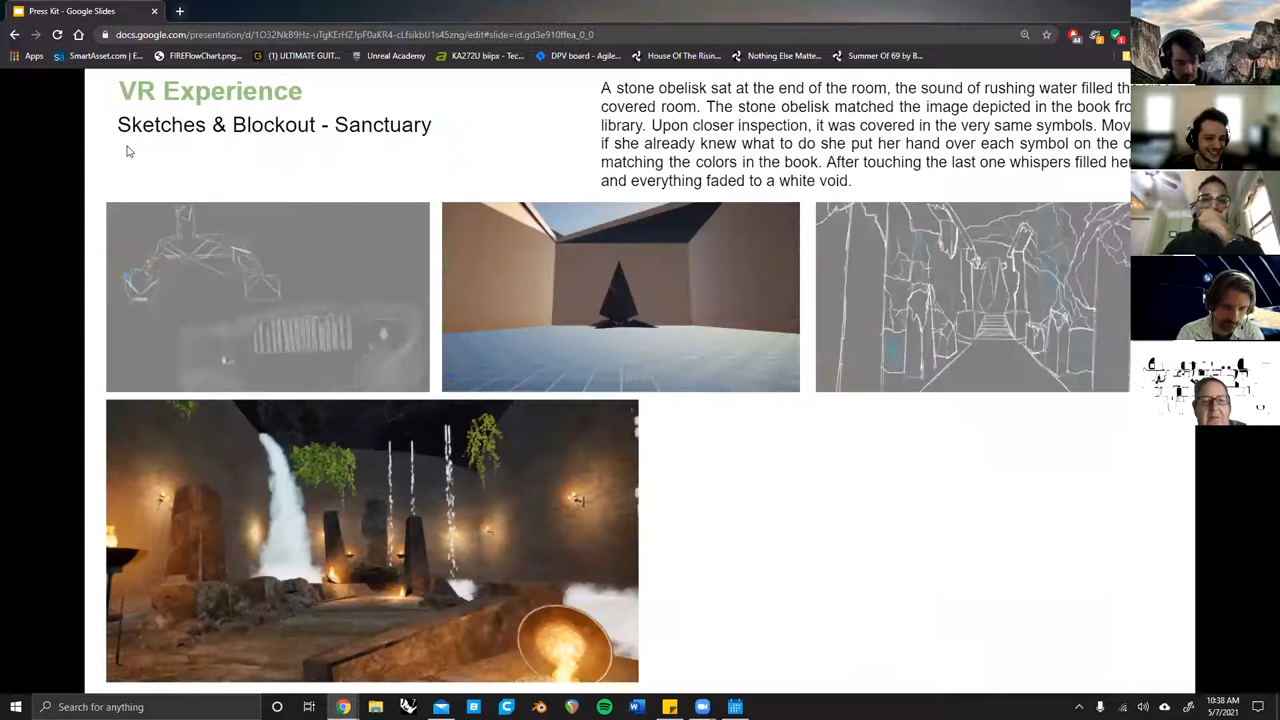 Press Kit - Google Slides
docs.google.com/presentation/d/1O32NkB9Hz-uTgKErHZJpF0aKR4-cLfsikbU1s45zng/edit#slide=id.gd3e910ffea_0_0
Apps
SmartAsset.com | Y...
FIREFlowChart.png...
(1) ULTIMATE GUIT...
Unreal Academy
KA272U biipx - Tec...
DPV board - Agile...
House Of The Risin...
Nothing Else Matte...
Summer Of 69 by B...
VR Experience
Sketches & Blockout - Sanctuary
A stone obelisk sat at the end of the room, the sound of rushing water filled th
covered room. The stone obelisk matched the image depicted in the book fro
library. Upon closer inspection, it was covered in the very same symbols. Mov
if she already knew what to do she put her hand over each symbol on the o
matching the colors in the book. After touching the last one whispers filled her
and everything faded to a white void.
Type here to search
10:38 AM
5/7/2021